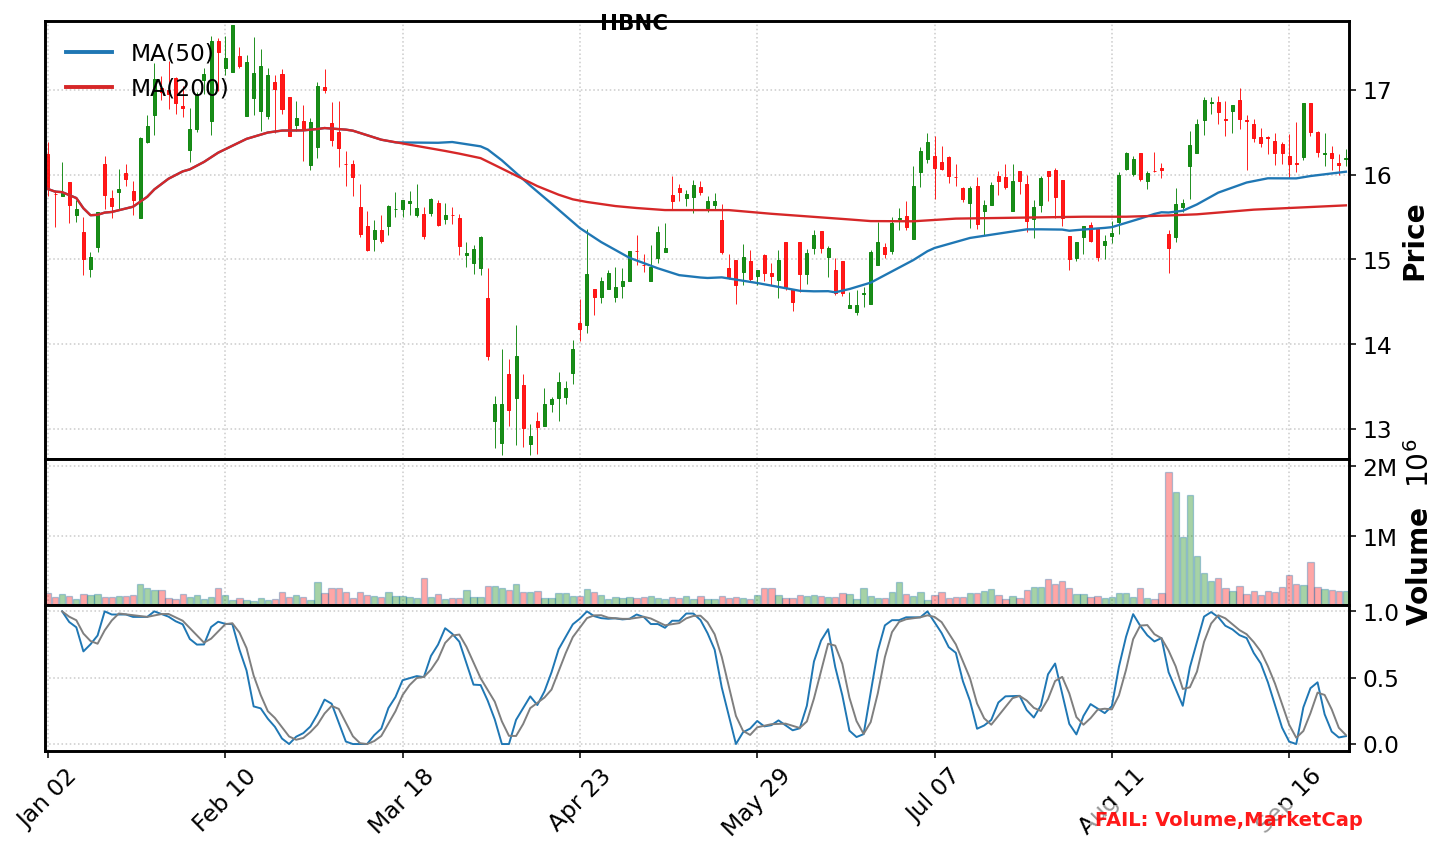 HBNC
MA(50)
MA(200)
17
16
15
14
13
Price
2M
1M
Volume 10^6
1.0
0.5
0.0
Jan 02
Feb 10
Mar 18
Apr 23
May 29
Jul 07
Aug 11
Sep 16
FAIL: Volume,MarketCap